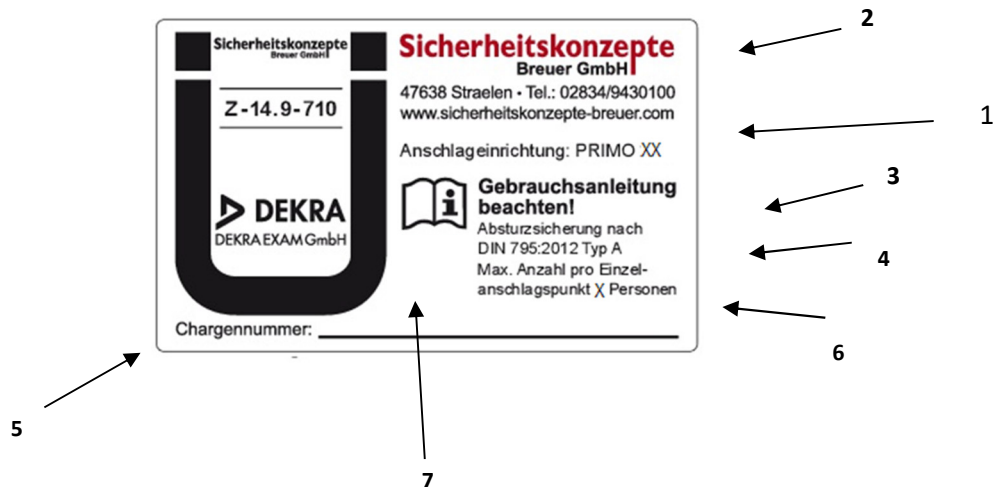 Sicherheitskonzepte
Breuer GmbH
Z-14.9-710
DEKRA
DEKRA EXAM GmbH
Sicherheitskonzepte
Breuer GmbH
47638 Straelen • Tel.: 02834/9430100
www.sicherheitskonzepte-breuer.com
Anschlageinrichtung: PRIMO XX
i
Gebrauchsanleitung
beachten!
Absturzsicherung nach
DIN 795:2012 Typ A
Max. Anzahl pro Einzel-
anschlagspunkt X Personen
Chargennummer:
2
1
3
4
6
5
7